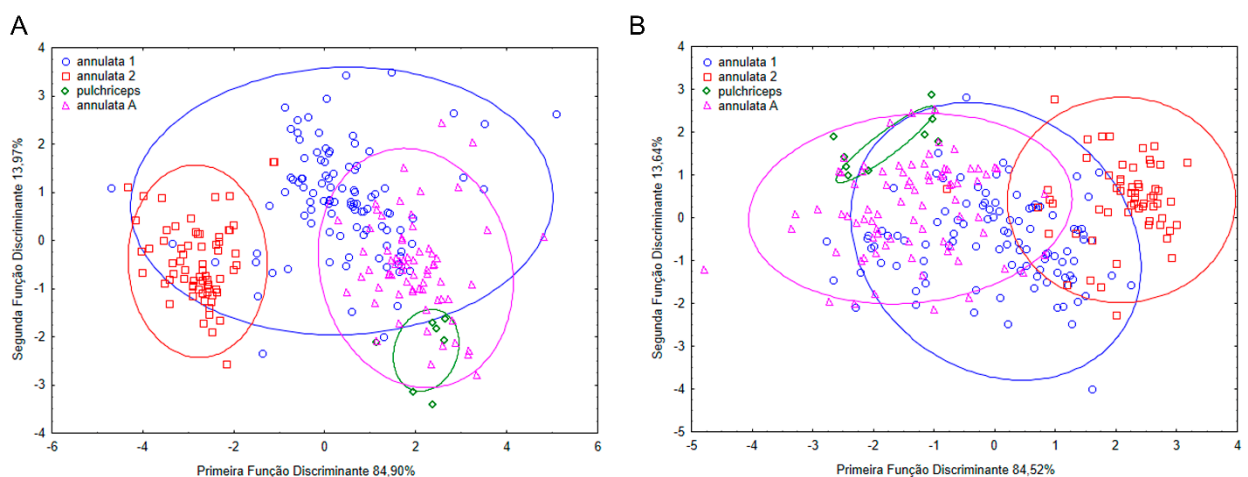 A
4
3
2
1
0
-1
-2
-3
-4
-6
-4
-2
0
2
4
6
annulata 1
annulata 2
pulchriceps
annulata A
Segunda Função Discriminante 13,97%
Primeira Função Discriminante 84,90%
B
4
3
2
1
0
-1
-2
-3
-4
-5
-5
-4
-3
-2
-1
0
1
2
3
4
annulata 1
annulata 2
pulchriceps
annulata A
Segunda Função Discriminante 13,64%
Primeira Função Discriminante 84,52%